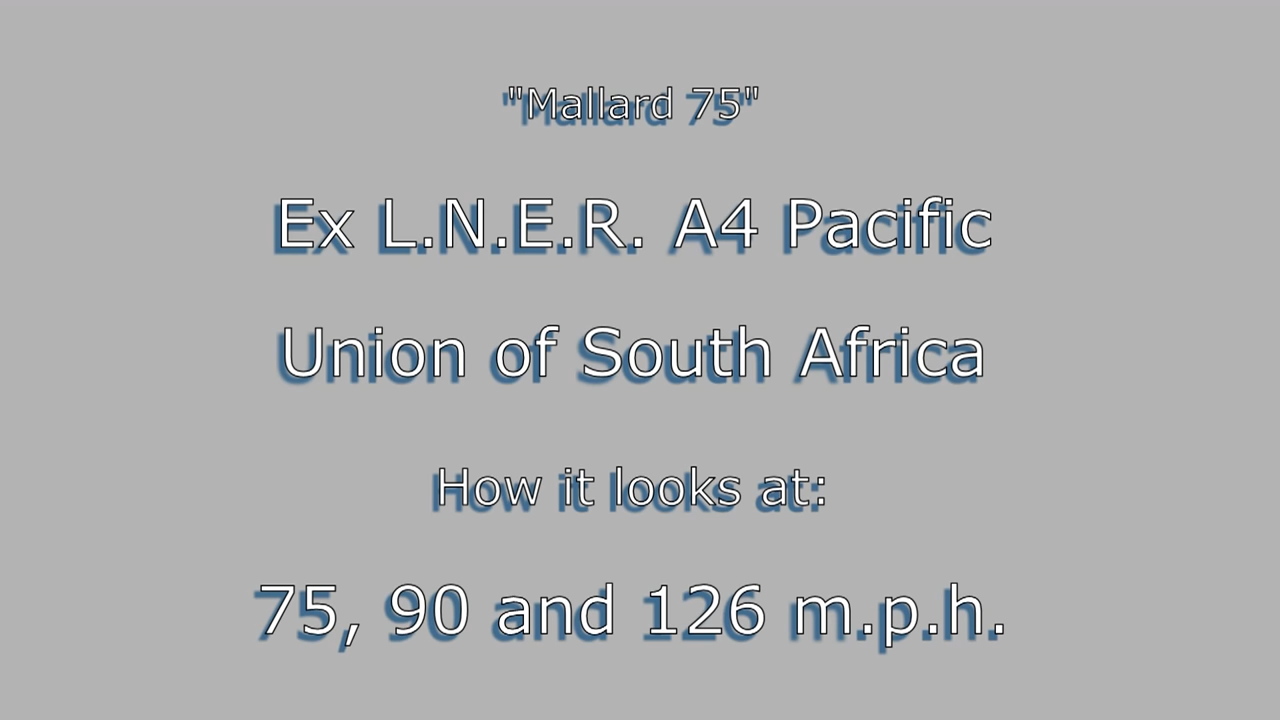 "Mallard 75"
Ex L.N.E.R. A4 Pacific
Union of South Africa
How it looks at:
75, 90 and 126 m.p.h.